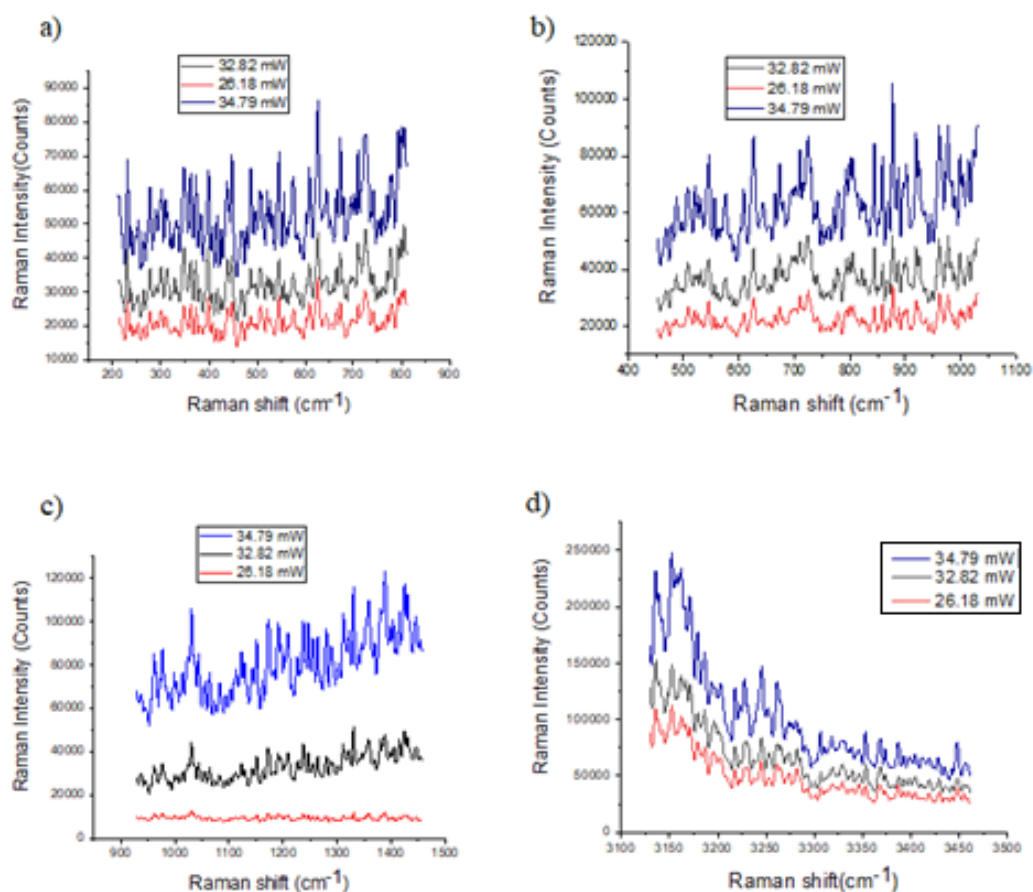 a)
32.82 mW
26.18 mW
34.79 mW
Raman Intensity(Counts)
90000
80000
70000
60000
50000
40000
30000
20000
10000
200 300 400 500 600 700 800 900
Raman shift (cm-1)
b)
32.82 mW
26.18 mW
34.79 mW
Raman Intensity (Counts)
120000
100000
80000
60000
40000
20000
400 500 600 700 800 900 1000 1100
Raman shift (cm-1)
c)
34.79 mW
32.82 mW
26.18 mW
Raman Intensity (Counts)
120000
100000
80000
60000
40000
20000
0
900 1000 1100 1200 1300 1400 1500
Raman shift (cm-1)
d)
34.79 mW
32.82 mW
26.18 mW
Raman Intensity (Counts)
250000
200000
150000
100000
50000
0
3100 3150 3200 3250 3300 3350 3400 3450 3500
Raman shift(cm-1)